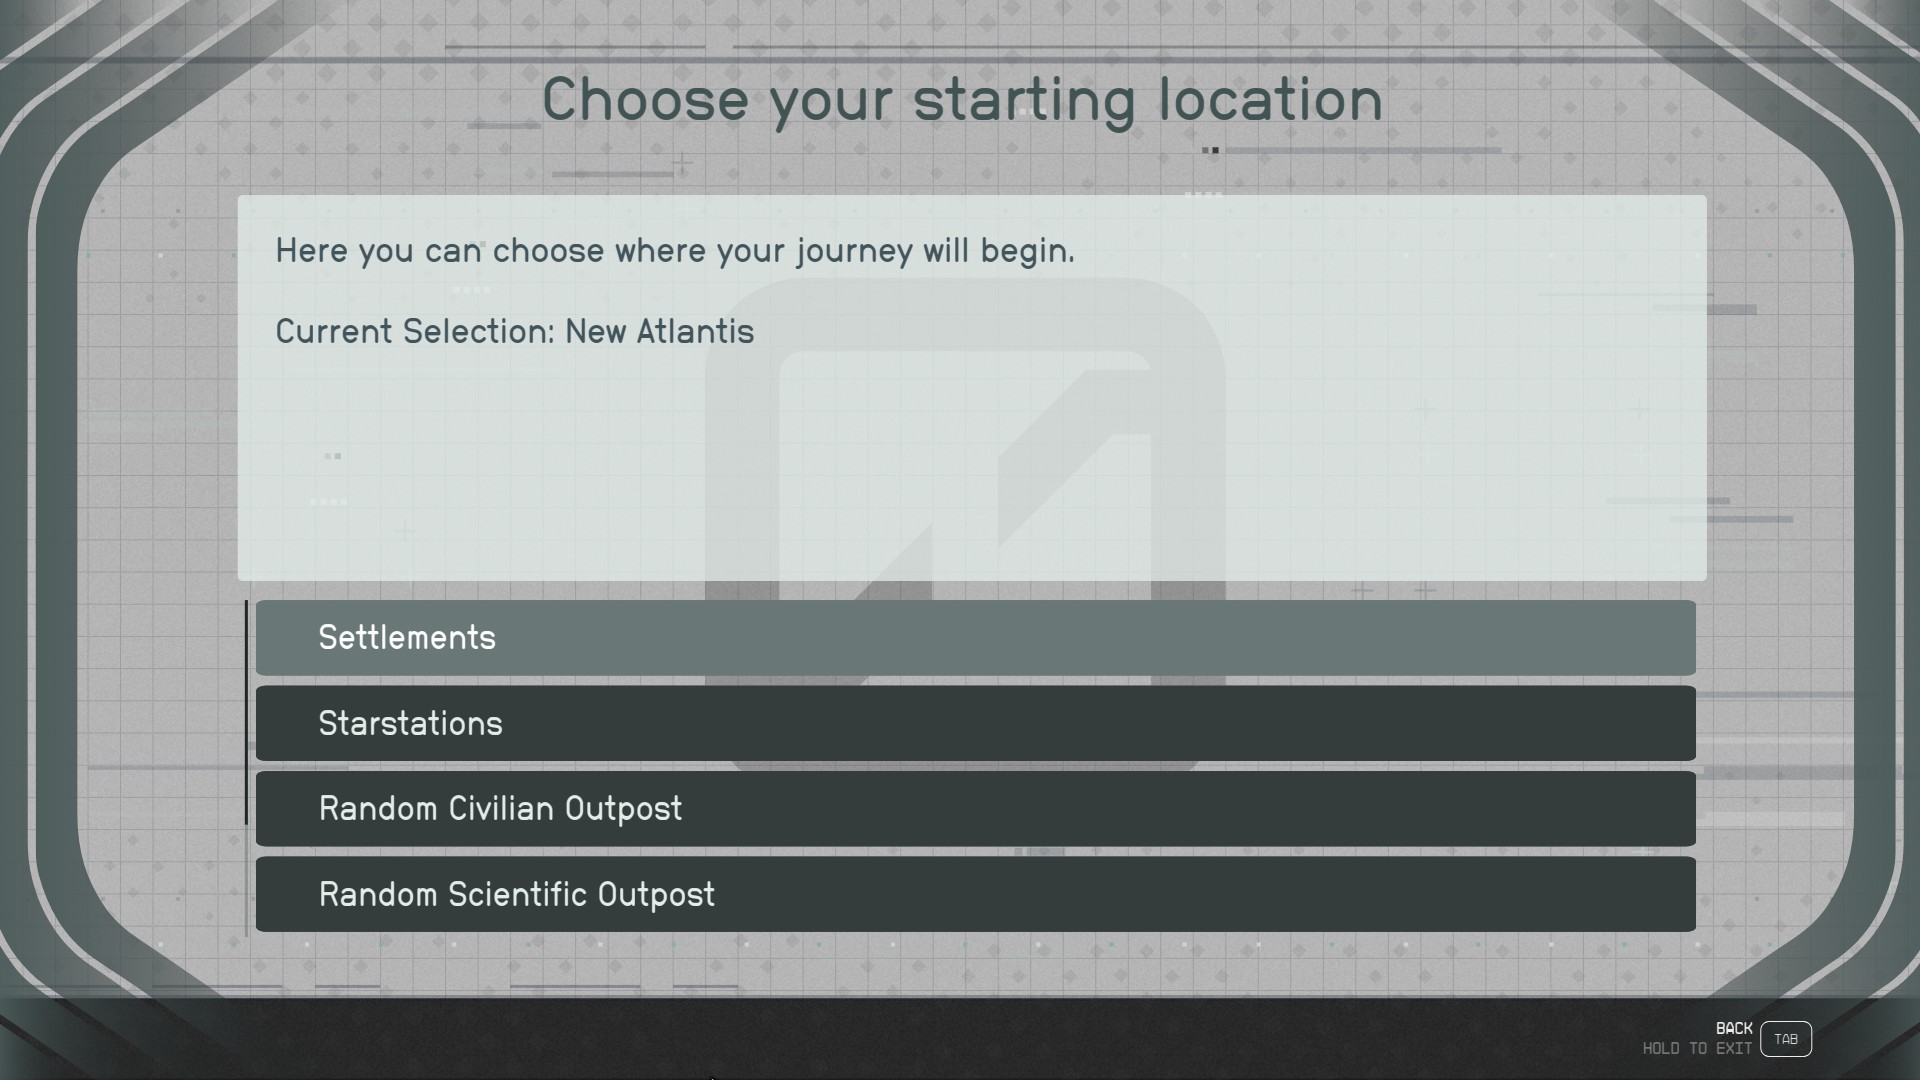 Choose your starting location
Here you can choose where your journey will begin.
Current Selection: New Atlantis
Settlements
Starstations
Random Civilian Outpost
Random Scientific Outpost
BACK
HOLD TO EXIT
TAB